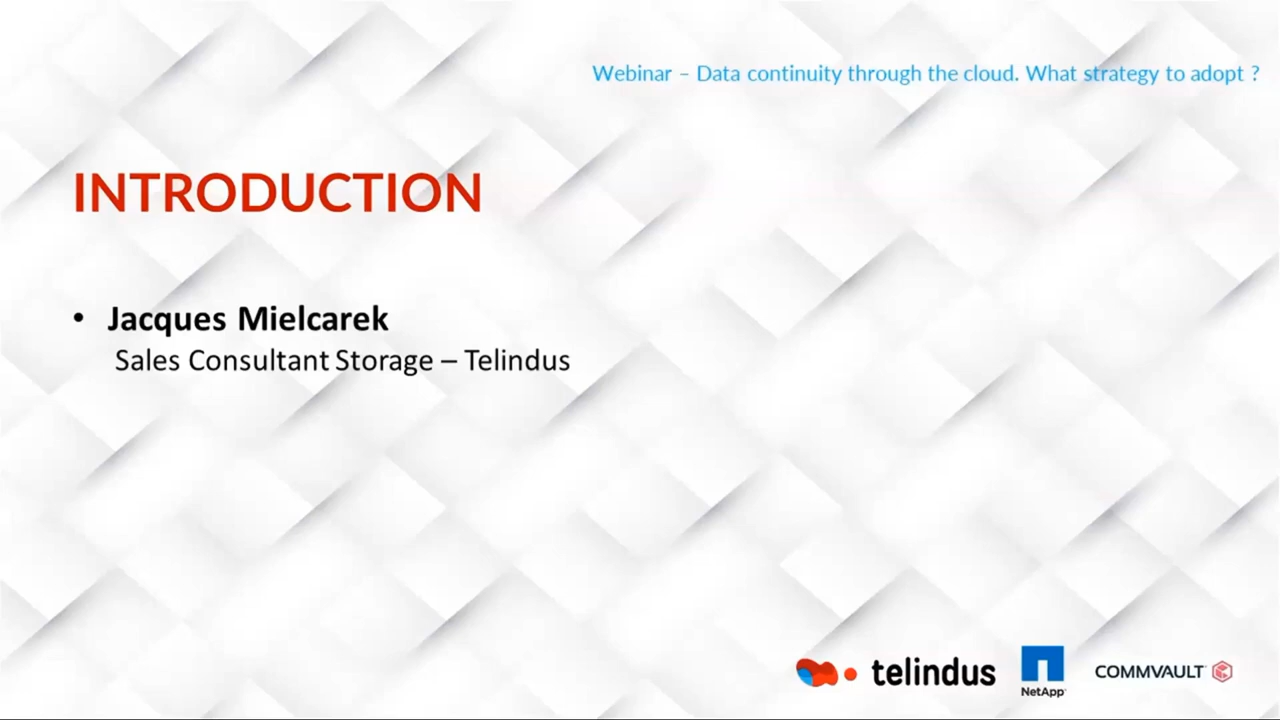 Webinar – Data continuity through the cloud. What strategy to adopt ?
INTRODUCTION
• Jacques Mielcarek
Sales Consultant Storage – Telindus
telindus
NetApp
COMMVAULT